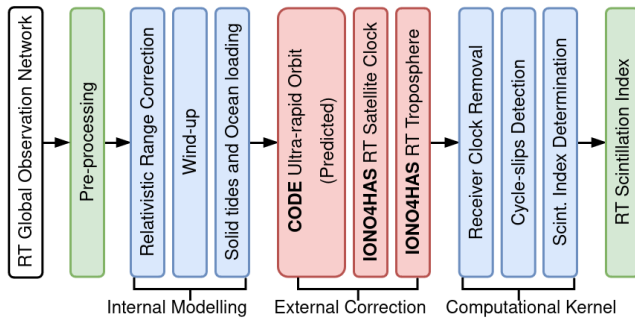 RT Global Observation Network
Pre-processing
Relativistic Range Correction
Wind-up
Solid tides and Ocean loading
CODE Ultra-rapid Orbit
(Predicted)
IONO4HAS RT Satellite Clock
IONO4HAS RT Troposphere
Receiver Clock Removal
Cycle-slips Detection
Scint. Index Determination
RT Scintillation Index
Internal Modelling
External Correction
Computational Kernel